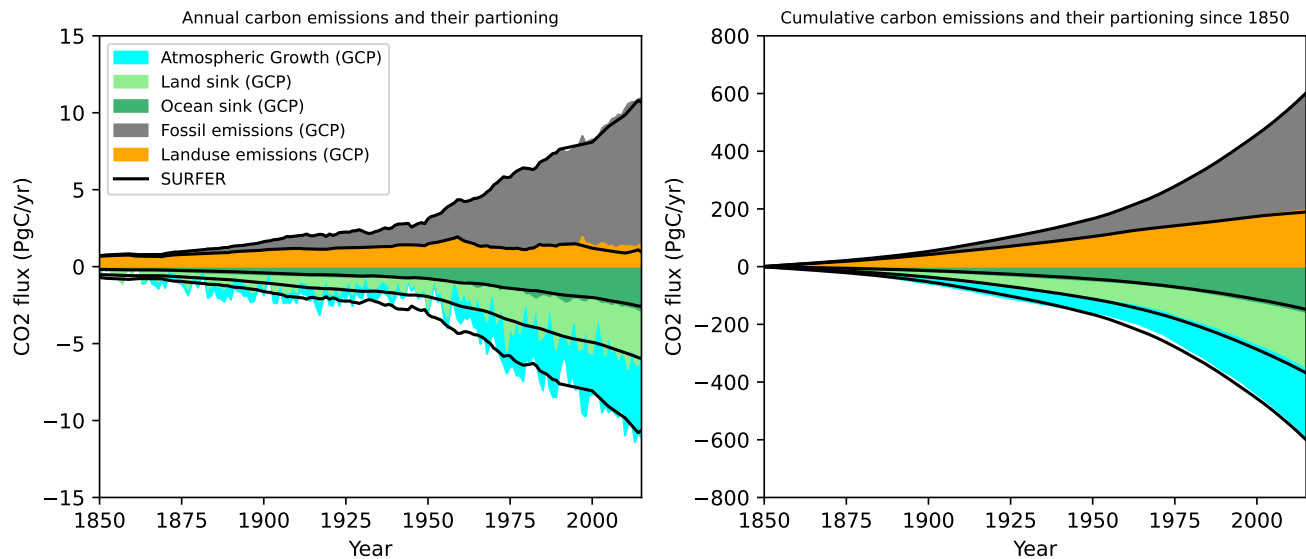 Annual carbon emissions and their partioning
15
10
5
0
−5
−10
−15
CO2 flux (PgC/yr)
Atmospheric Growth (GCP)
Land sink (GCP)
Ocean sink (GCP)
Fossil emissions (GCP)
Landuse emissions (GCP)
SURFER
1850 1875 1900 1925 1950 1975 2000
Year
Cumulative carbon emissions and their partioning since 1850
800
600
400
200
0
−200
−400
−600
−800
CO2 flux (PgC/yr)
1850 1875 1900 1925 1950 1975 2000
Year